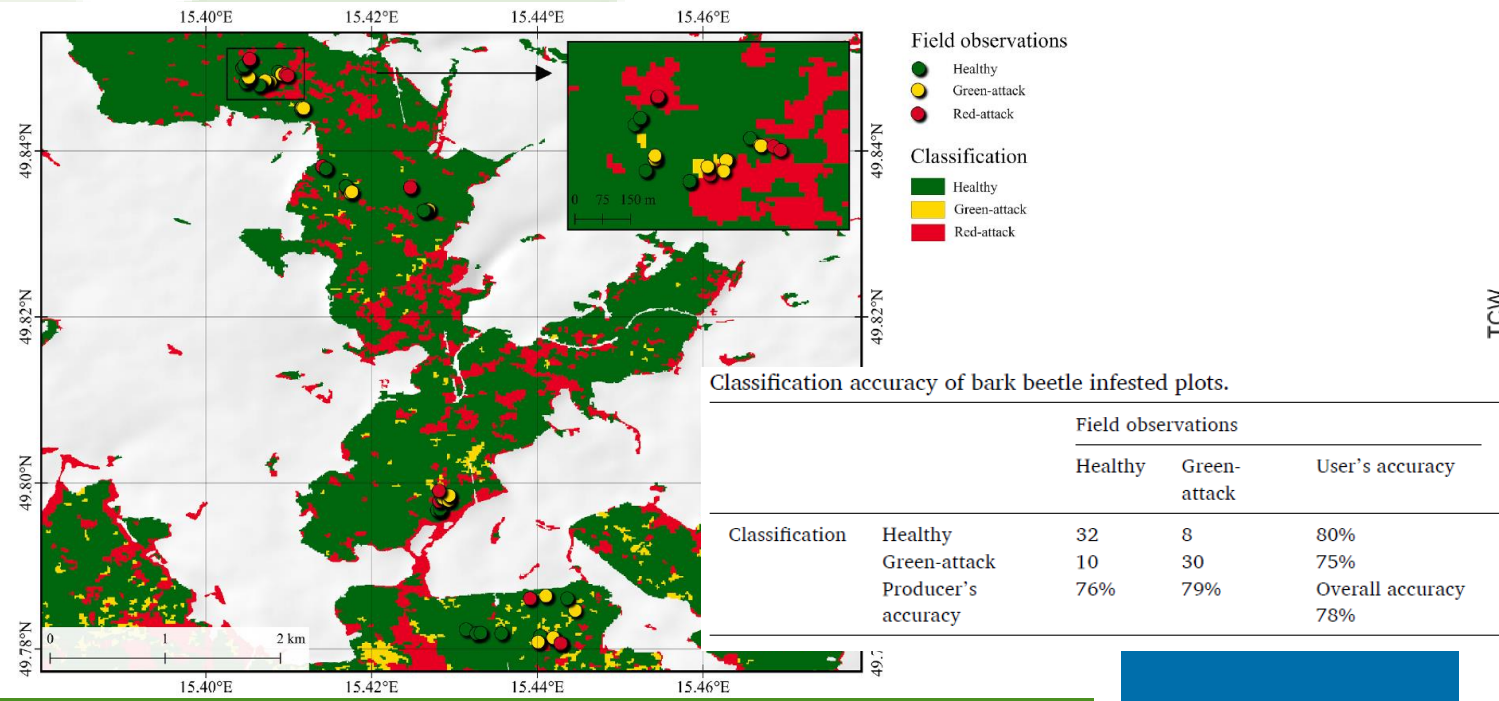 15.40°E 15.42°E 15.44°E 15.46°E
49.84°N
49.82°N
49.80°N
49.78°N
0 75 150 m
49.84°N
49.82°N
0 1 2 km
15.40°E 15.42°E 15.44°E 15.46°E
Field observations
Healthy
Green-attack
Red-attack
Classification
Healthy
Green-attack
Red-attack
Classification accuracy of bark beetle infested plots.
Field observations
Healthy Green- User's accuracy
attack
Classification Healthy 32 8 80%
Green-attack 10 30 75%
Producer's 76% 79% Overall accuracy
accuracy 78%